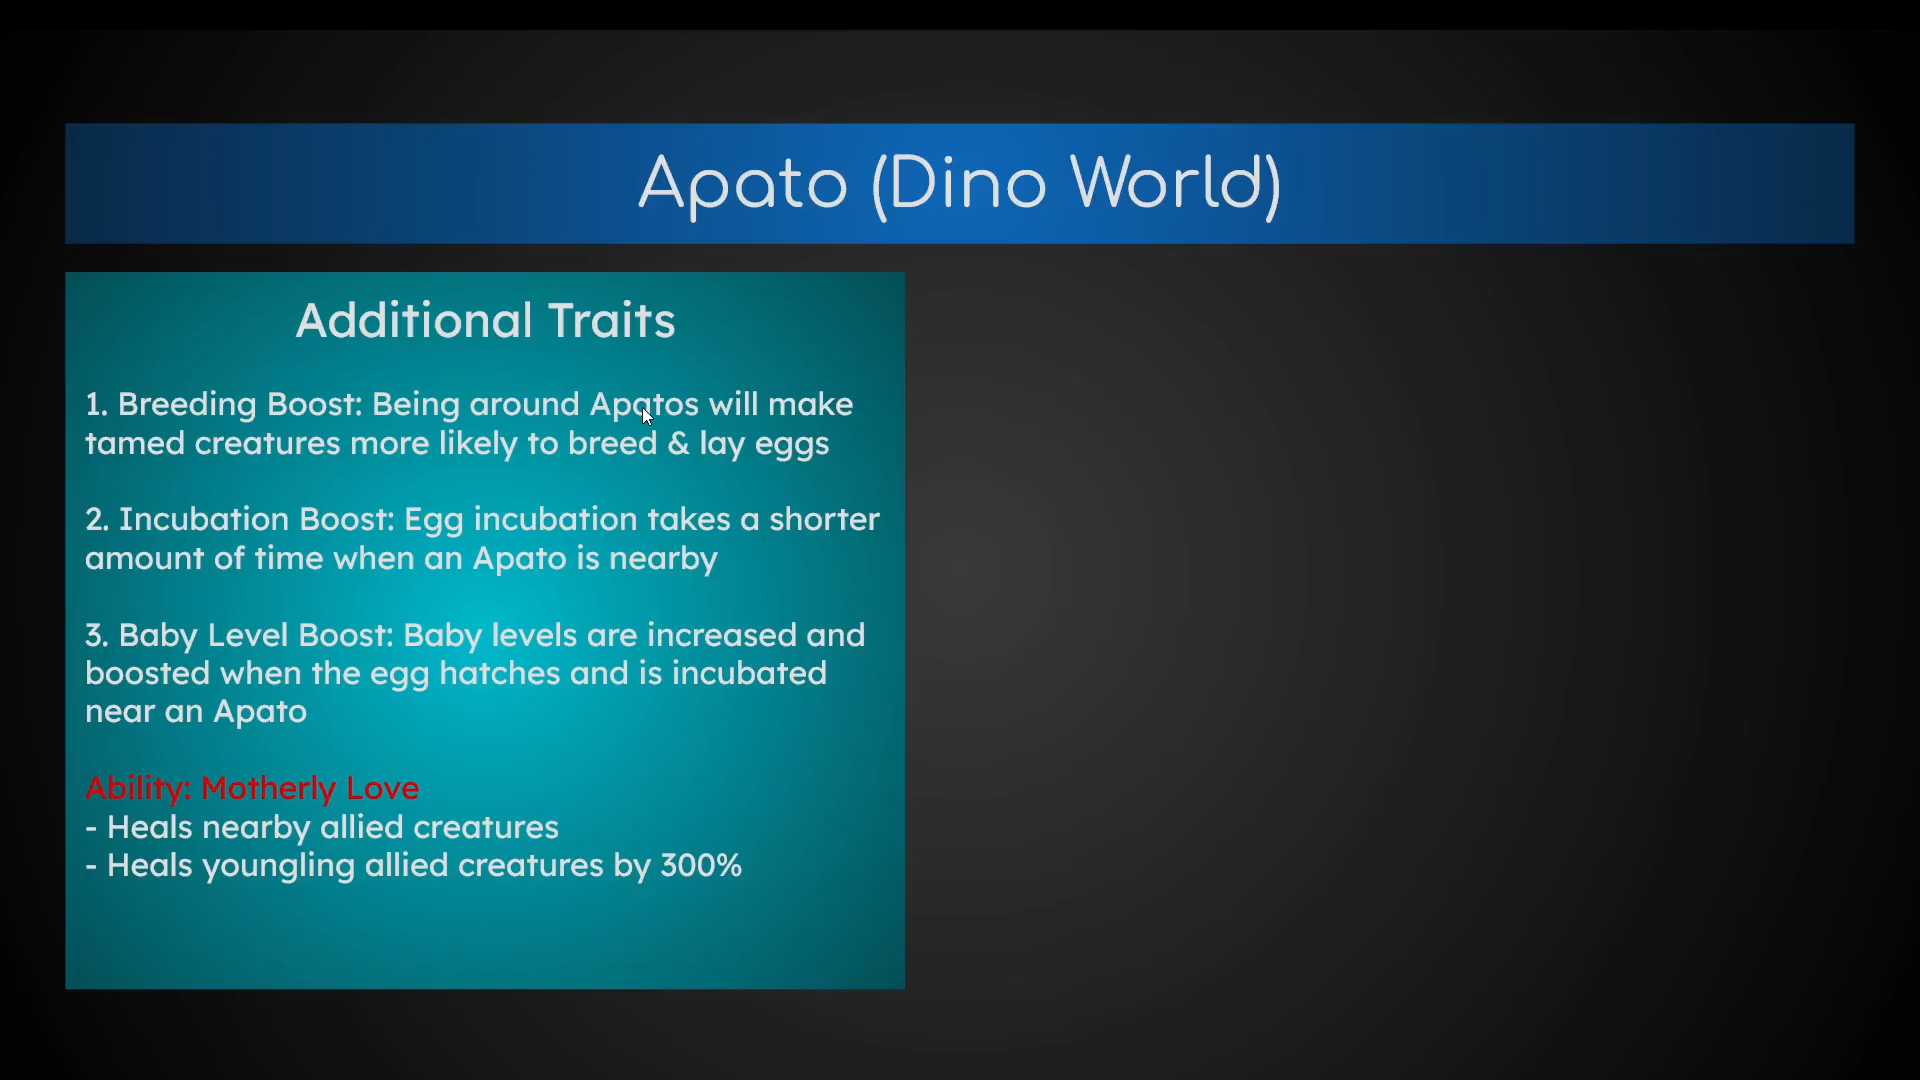 Apato (Dino World)
Additional Traits
1. Breeding Boost: Being around Apatos will make
tamed creatures more likely to breed & lay eggs
2. Incubation Boost: Egg incubation takes a shorter
amount of time when an Apato is nearby
3. Baby Level Boost: Baby levels are increased and
boosted when the egg hatches and is incubated
near an Apato
Ability: Motherly Love
- Heals nearby allied creatures
- Heals youngling allied creatures by 300%